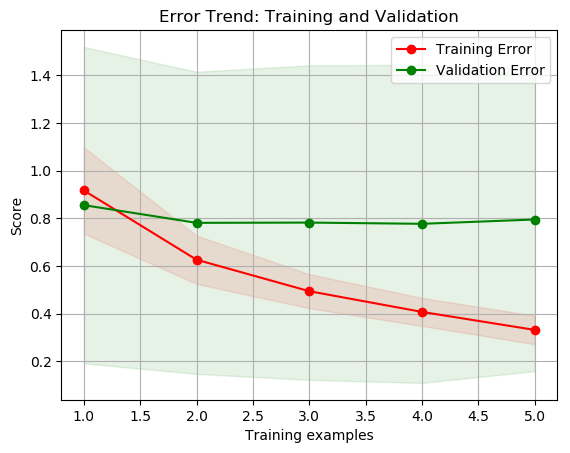 Error Trend: Training and Validation
Training Error
Validation Error
Score
1.4
1.2
1.0
0.8
0.6
0.4
0.2
1.0 1.5 2.0 2.5 3.0 3.5 4.0 4.5 5.0
Training examples